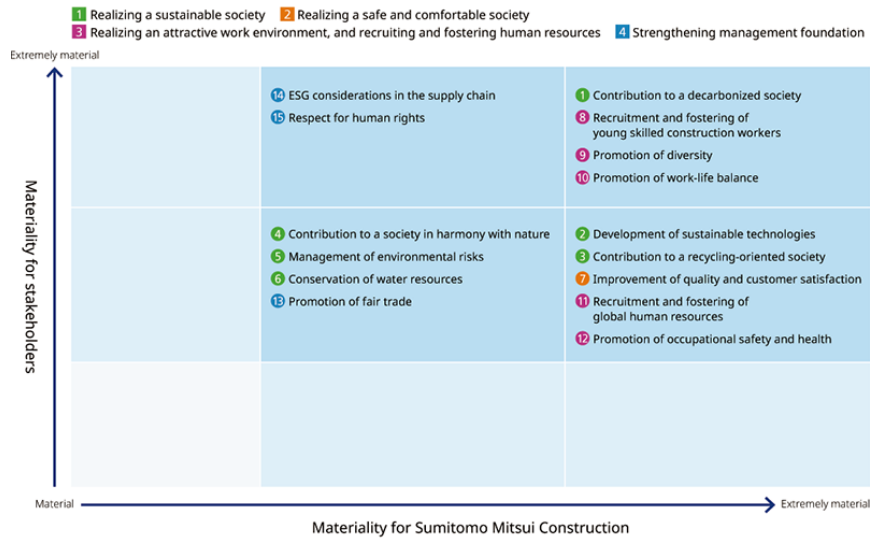 1 Realizing a sustainable society 2 Realizing a safe and comfortable society
3 Realizing an attractive work environment, and recruiting and fostering human resources 4 Strengthening management foundation
Extremely material
Materiality for stakeholders
14 ESG considerations in the supply chain
15 Respect for human rights
1 Contribution to a decarbonized society
8 Recruitment and fostering of
young skilled construction workers
9 Promotion of diversity
10 Promotion of work-life balance
4 Contribution to a society in harmony with nature
5 Management of environmental risks
6 Conservation of water resources
13 Promotion of fair trade
2 Development of sustainable technologies
3 Contribution to a recycling-oriented society
7 Improvement of quality and customer satisfaction
11 Recruitment and fostering of
global human resources
12 Promotion of occupational safety and health
Material
Extremely material
Materiality for Sumitomo Mitsui Construction